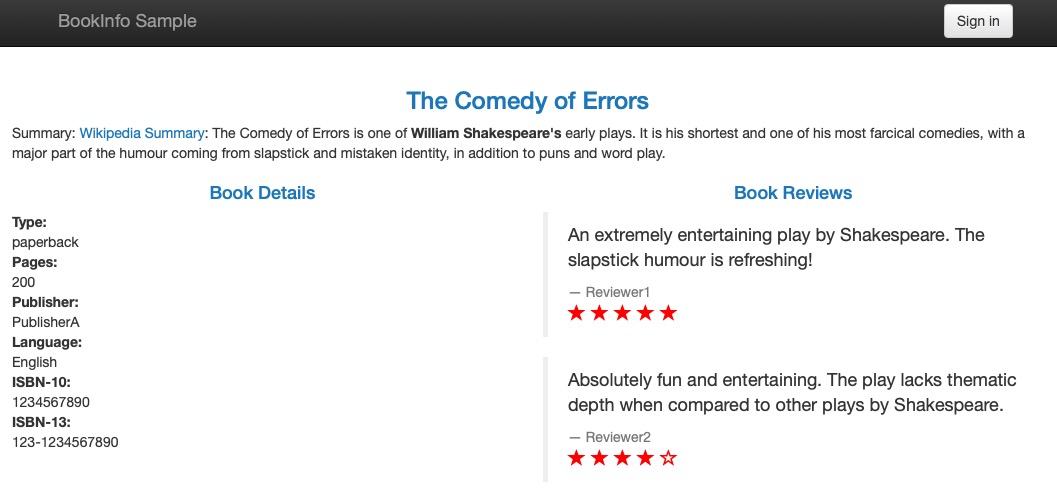 BookInfo Sample
Sign in
The Comedy of Errors
Summary: Wikipedia Summary: The Comedy of Errors is one of William Shakespeare's early plays. It is his shortest and one of his most farcical comedies, with a
major part of the humour coming from slapstick and mistaken identity, in addition to puns and word play.
Book Details
Type:
paperback
Pages:
200
Publisher:
PublisherA
Language:
English
ISBN-10:
1234567890
ISBN-13:
123-1234567890
Book Reviews
An extremely entertaining play by Shakespeare. The
slapstick humour is refreshing!
— Reviewer1
Absolutely fun and entertaining. The play lacks thematic
depth when compared to other plays by Shakespeare.
— Reviewer2